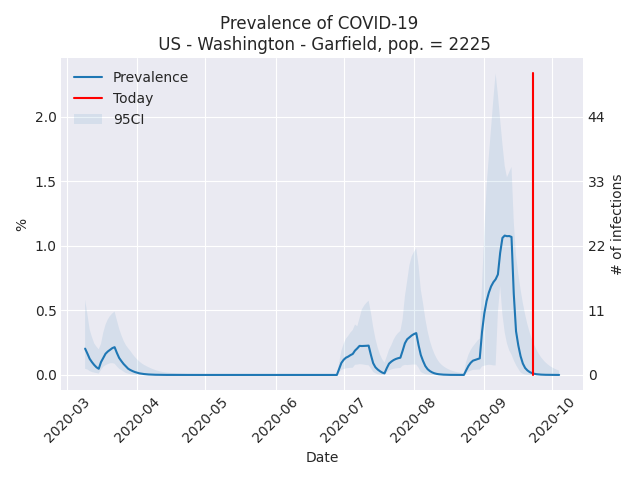 Prevalence of COVID-19
US - Washington - Garfield, pop. = 2225
Prevalence
Today
95CI
2.0
1.5
1.0
0.5
0.0
%
44
33
22
11
0
# of infections
2020-03
2020-04
2020-05
2020-06
2020-07
2020-08
2020-09
2020-10
Date